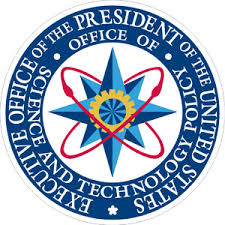 EXECUTIVE OFFICE OF THE PRESIDENT OF THE UNITED STATES
OFFICE OF
SCIENCE AND TECHNOLOGY POLICY